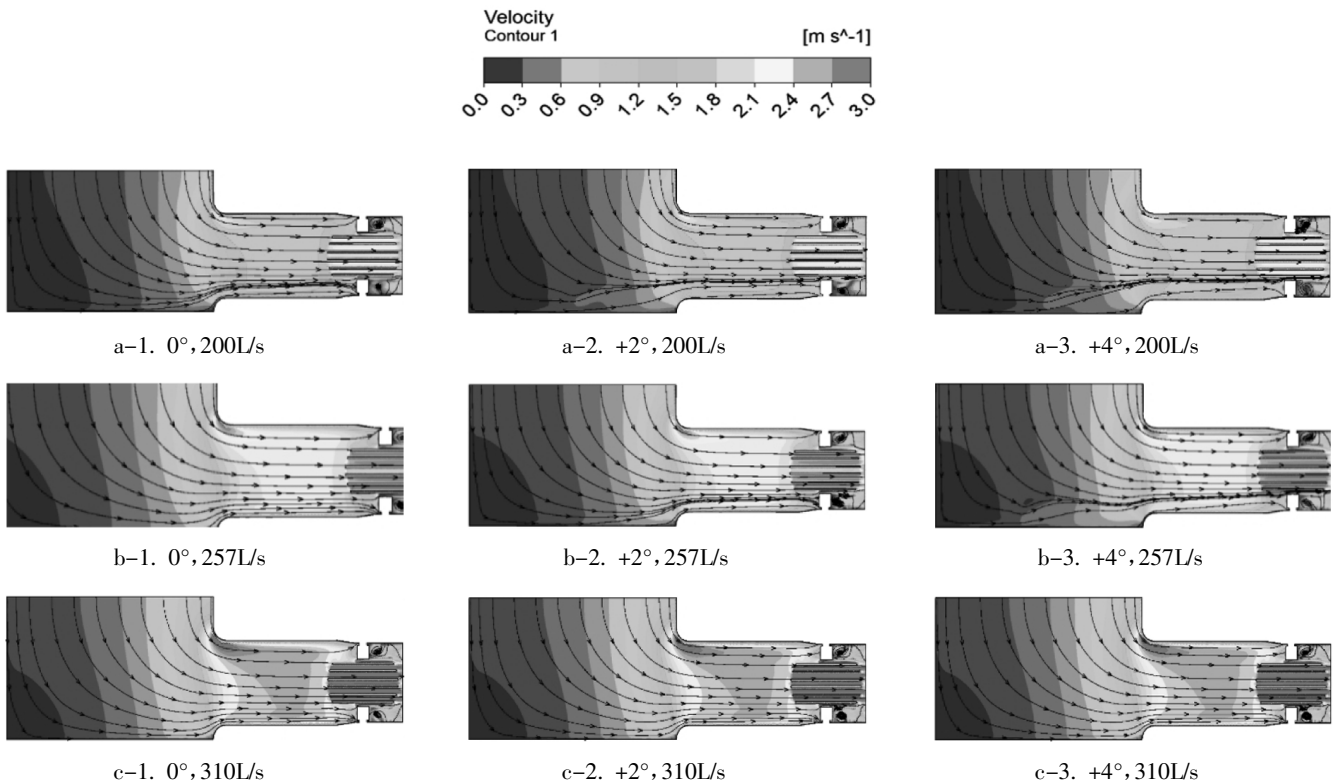 Velocity
Contour 1
[m s^-1]
0.0 0.3 0.6 0.9 1.2 1.5 1.8 2.1 2.4 2.7 3.0
a-1. 0°,200L/s
a-2. +2°,200L/s
a-3. +4°,200L/s
b-1. 0°,257L/s
b-2. +2°,257L/s
b-3. +4°,257L/s
c-1. 0°,310L/s
c-2. +2°,310L/s
c-3. +4°,310L/s